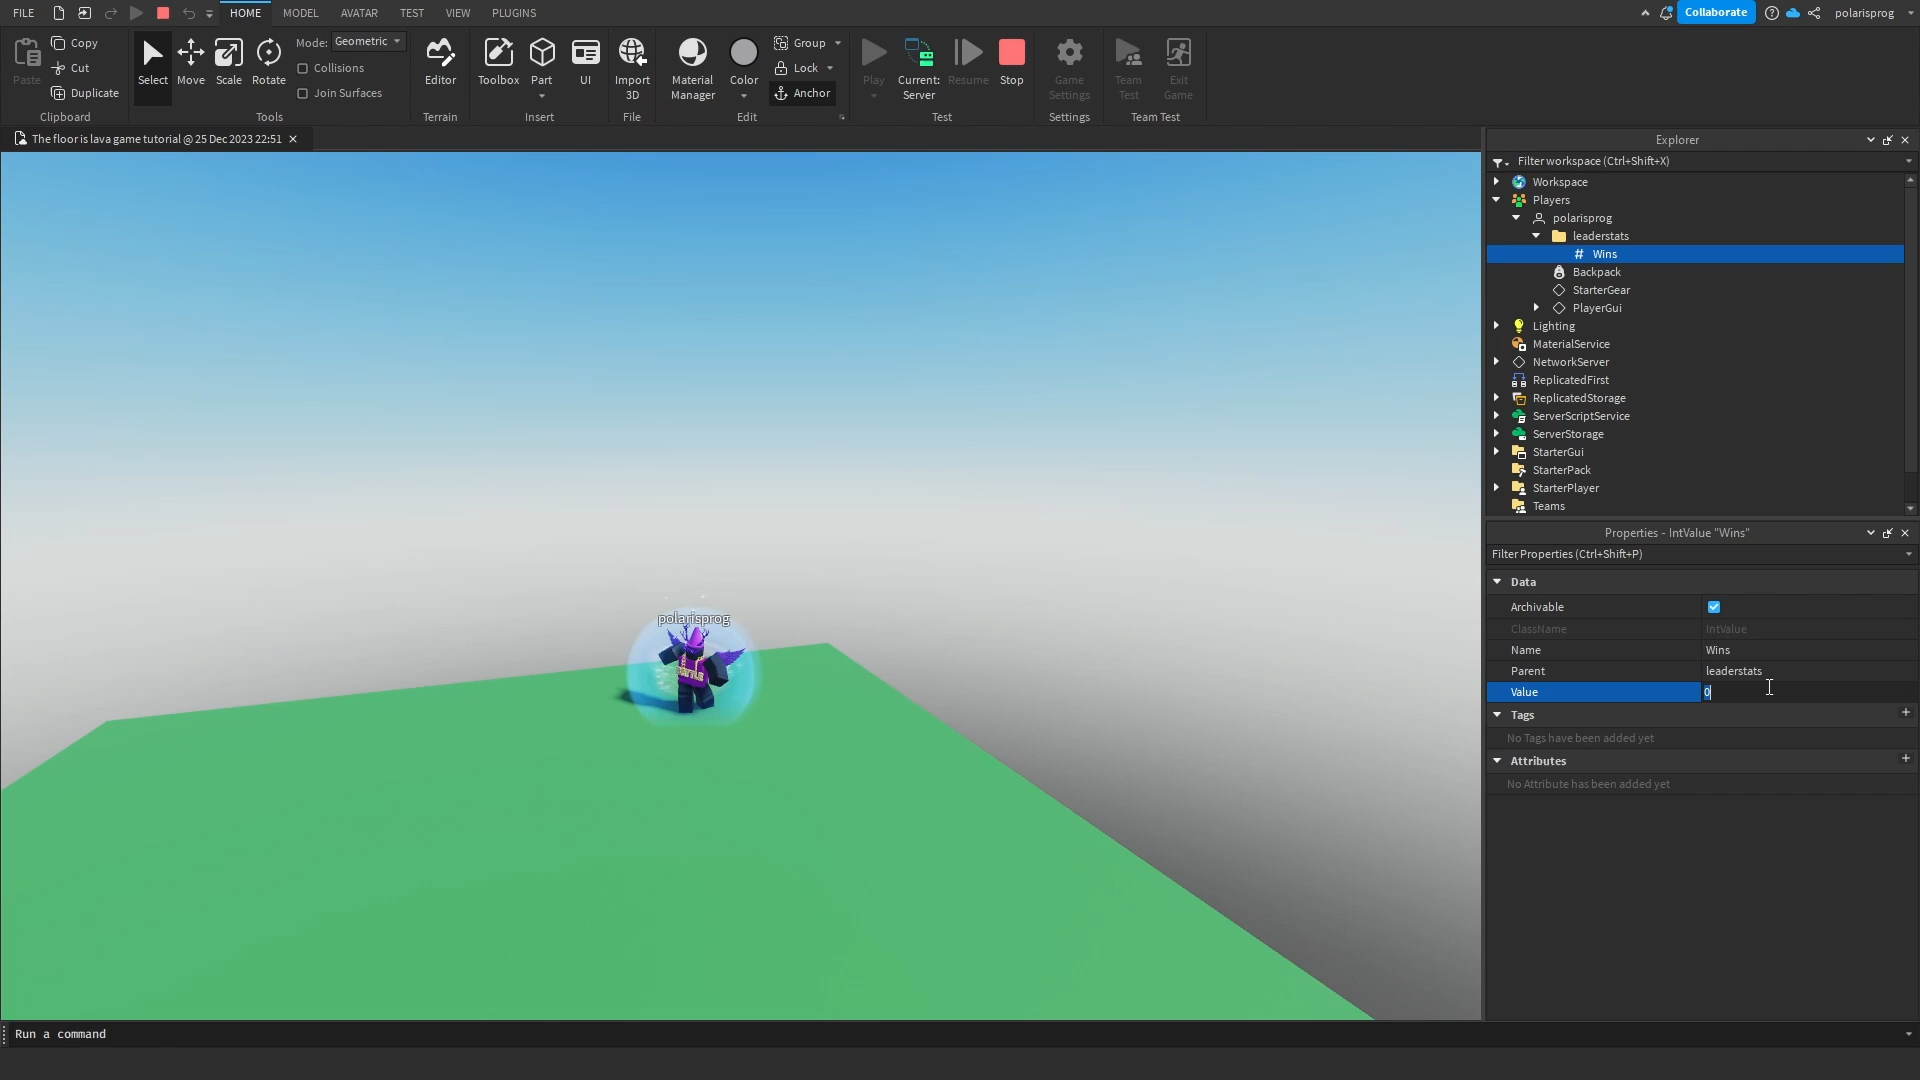 FILE
HOME
MODEL
AVATAR
TEST
VIEW
PLUGINS
Collaborate
polarisprog
Paste
Copy
Cut
Duplicate
Clipboard
Select
Move
Scale
Rotate
Mode: Geometric
Collisions
Join Surfaces
Tools
Editor
Terrain
Toolbox
Part
UI
Insert
Import
3D
File
Material
Manager
Color
Group
Lock
Anchor
Edit
Play
Current:
Server
Resume
Stop
Test
Game
Settings
Settings
Team
Test
Exit
Game
Team Test
The floor is lava game tutorial @ 25 Dec 2023 22:51
polarisprog
BATTLE
Explorer
Filter workspace (Ctrl+Shift+X)
Workspace
Players
polarisprog
leaderstats
# Wins
Backpack
StarterGear
PlayerGui
Lighting
MaterialService
NetworkServer
ReplicatedFirst
ReplicatedStorage
ServerScriptService
ServerStorage
StarterGui
StarterPack
StarterPlayer
Teams
Properties - IntValue "Wins"
Filter Properties (Ctrl+Shift+P)
Data
Archivable
ClassName IntValue
Name Wins
Parent leaderstats
Value 0
Tags
No Tags have been added yet
Attributes
No Attribute has been added yet
Run a command